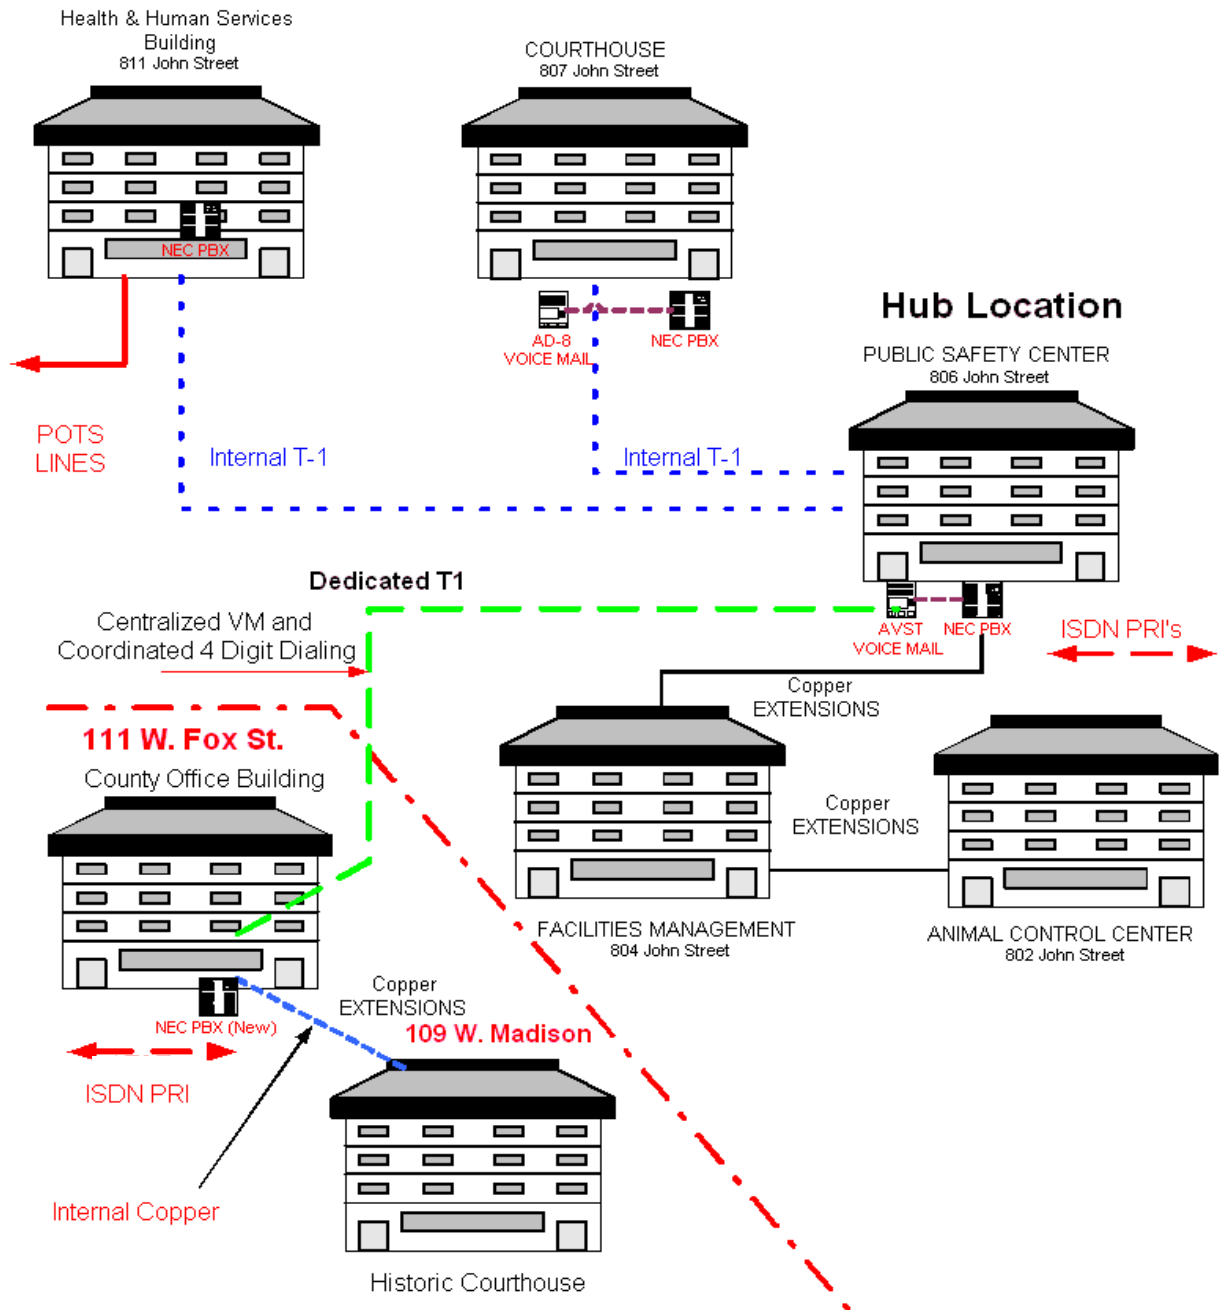 Health & Human Services
Building
811 John Street
COURTHOUSE
807 John Street
NEC PBX
AD-8
VOICE MAIL
NEC PBX
Hub Location
PUBLIC SAFETY CENTER
806 John Street
POTS
LINES
Internal T-1
Internal T-1
Dedicated T1
Centralized VM and
Coordinated 4 Digit Dialing
AVST
VOICE MAIL
NEC PBX
ISDN PRI's
Copper
EXTENSIONS
111 W. Fox St.
County Office Building
Copper
EXTENSIONS
FACILITIES MANAGEMENT
804 John Street
ANIMAL CONTROL CENTER
802 John Street
NEC PBX (New)
Copper
EXTENSIONS
109 W. Madison
ISDN PRI
Internal Copper
Historic Courthouse